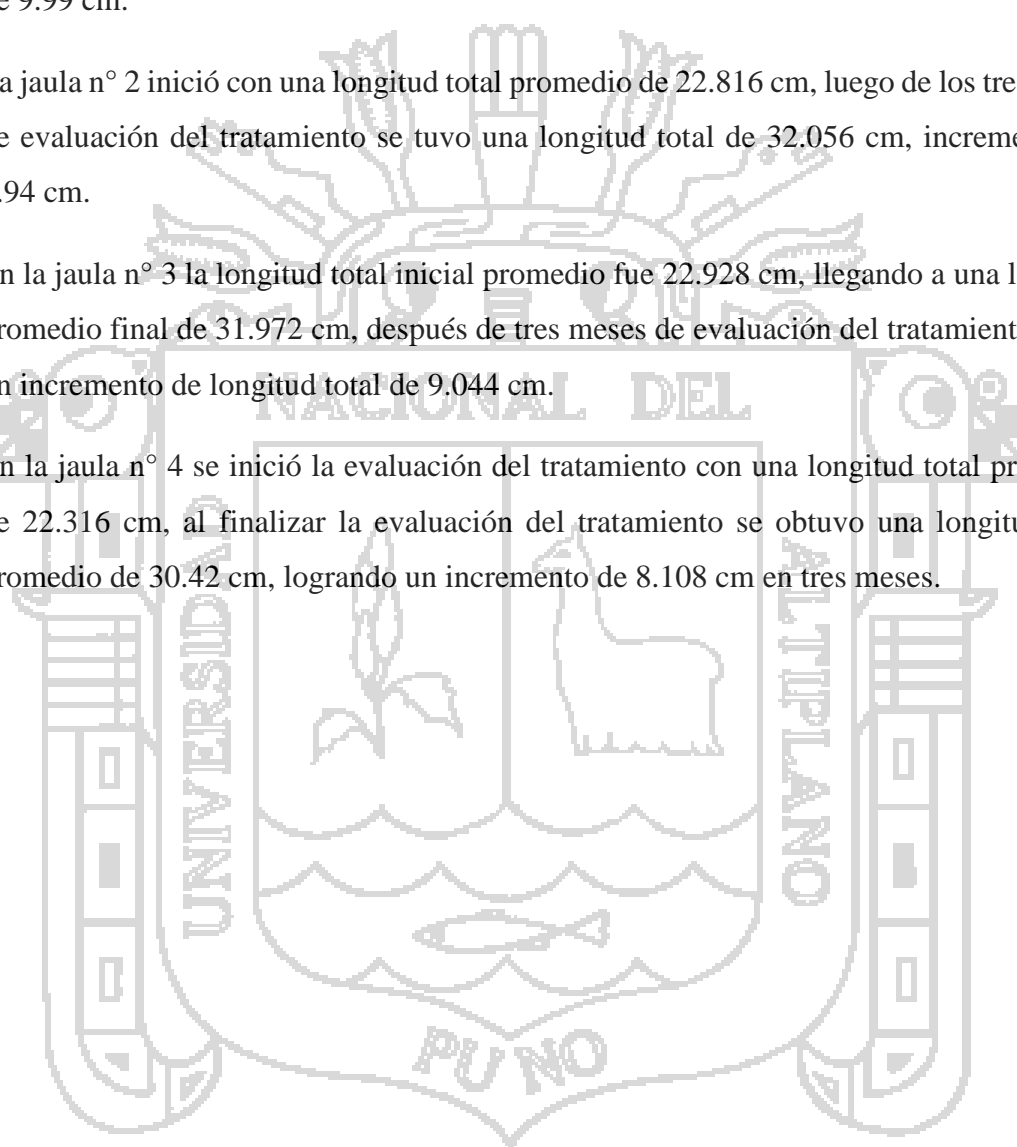 e 9.99 cm.
a jaula n° 2 inició con una longitud total promedio de 22.816 cm, luego de los tre
e evaluación del tratamiento se tuvo una longitud total de 32.056 cm, increme
.94 cm.
n la jaula n° 3 la longitud total inicial promedio fue 22.928 cm, llegando a una l
romedio final de 31.972 cm, después de tres meses de evaluación del tratamient
n incremento de longitud total de 9.044 cm.
n la jaula n° 4 se inició la evaluación del tratamiento con una longitud total pr
e 22.316 cm, al finalizar la evaluación del tratamiento se obtuvo una longitu
romedio de 30.42 cm, logrando un incremento de 8.108 cm en tres meses.
NACIONAL DEL
UNIVERSIDAD
ALTIPLANO
PUNO